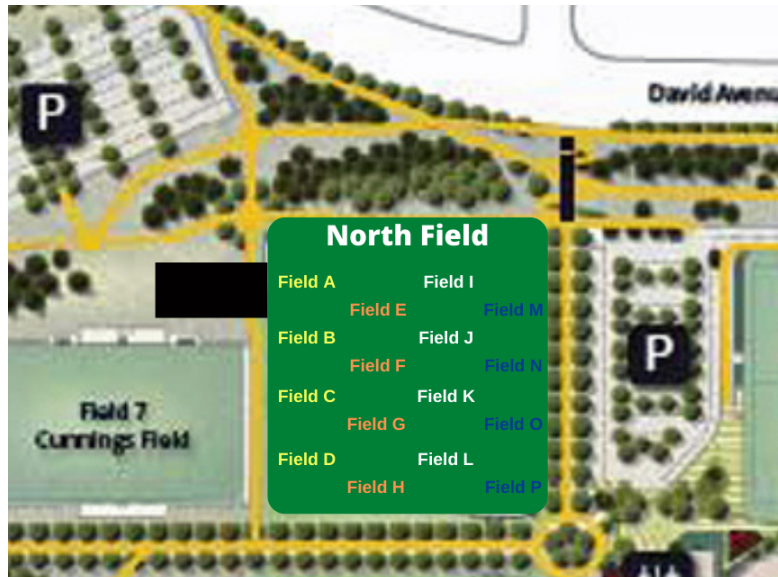 P
David Avenu
North Field
Field A Field I
Field E Field M
Field B Field J
Field F Field N
P
Field C Field K
Field 7
Cunnings Field
Field G Field O
Field D Field L
Field H Field P